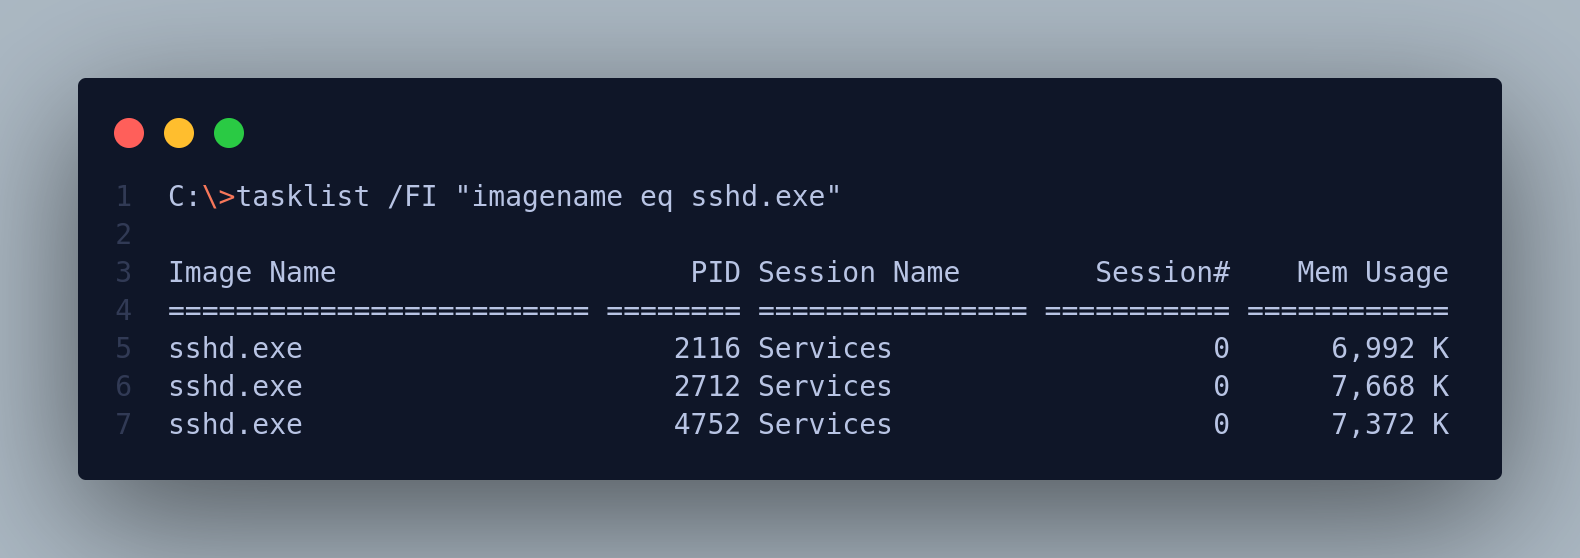 1 C:\>tasklist /FI "imagename eq sshd.exe"
2
3 Image Name                     PID Session Name        Session#    Mem Usage
4 ========================= ======== ================ =========== ============
5 sshd.exe                      2116 Services                   0      6,992 K
6 sshd.exe                      2712 Services                   0      7,668 K
7 sshd.exe                      4752 Services                   0      7,372 K